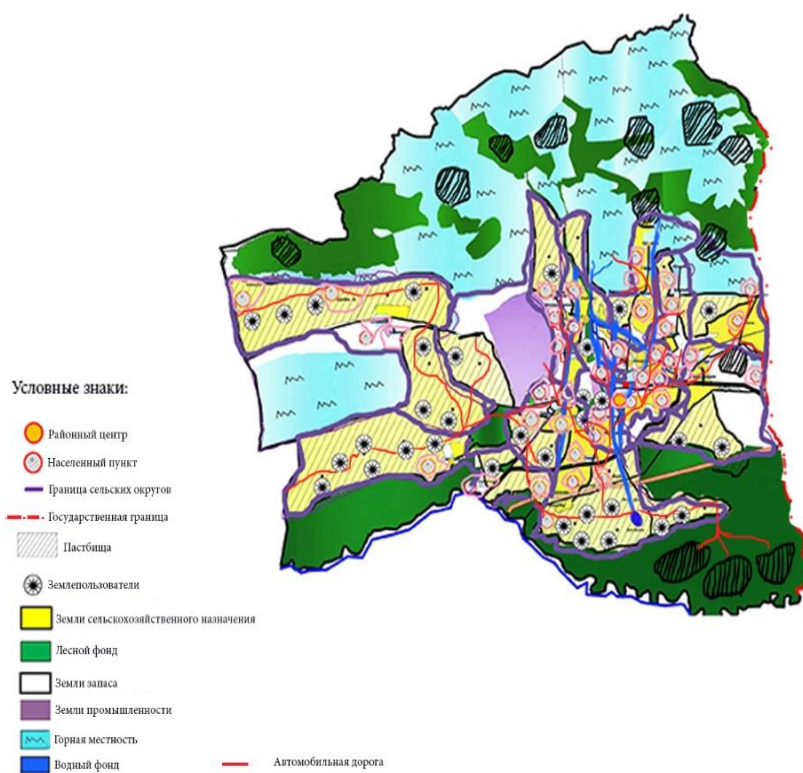 Условные знаки:
Районный центр
Населенный пункт
Граница сельских округов
Государственная граница
Пастбища
Землепользователи
Земли сельскохозяйственного назначения
Лесной фонд
Земли запаса
Земли промышленности
Горная местность
Водный фонд
Автомобильная дорога